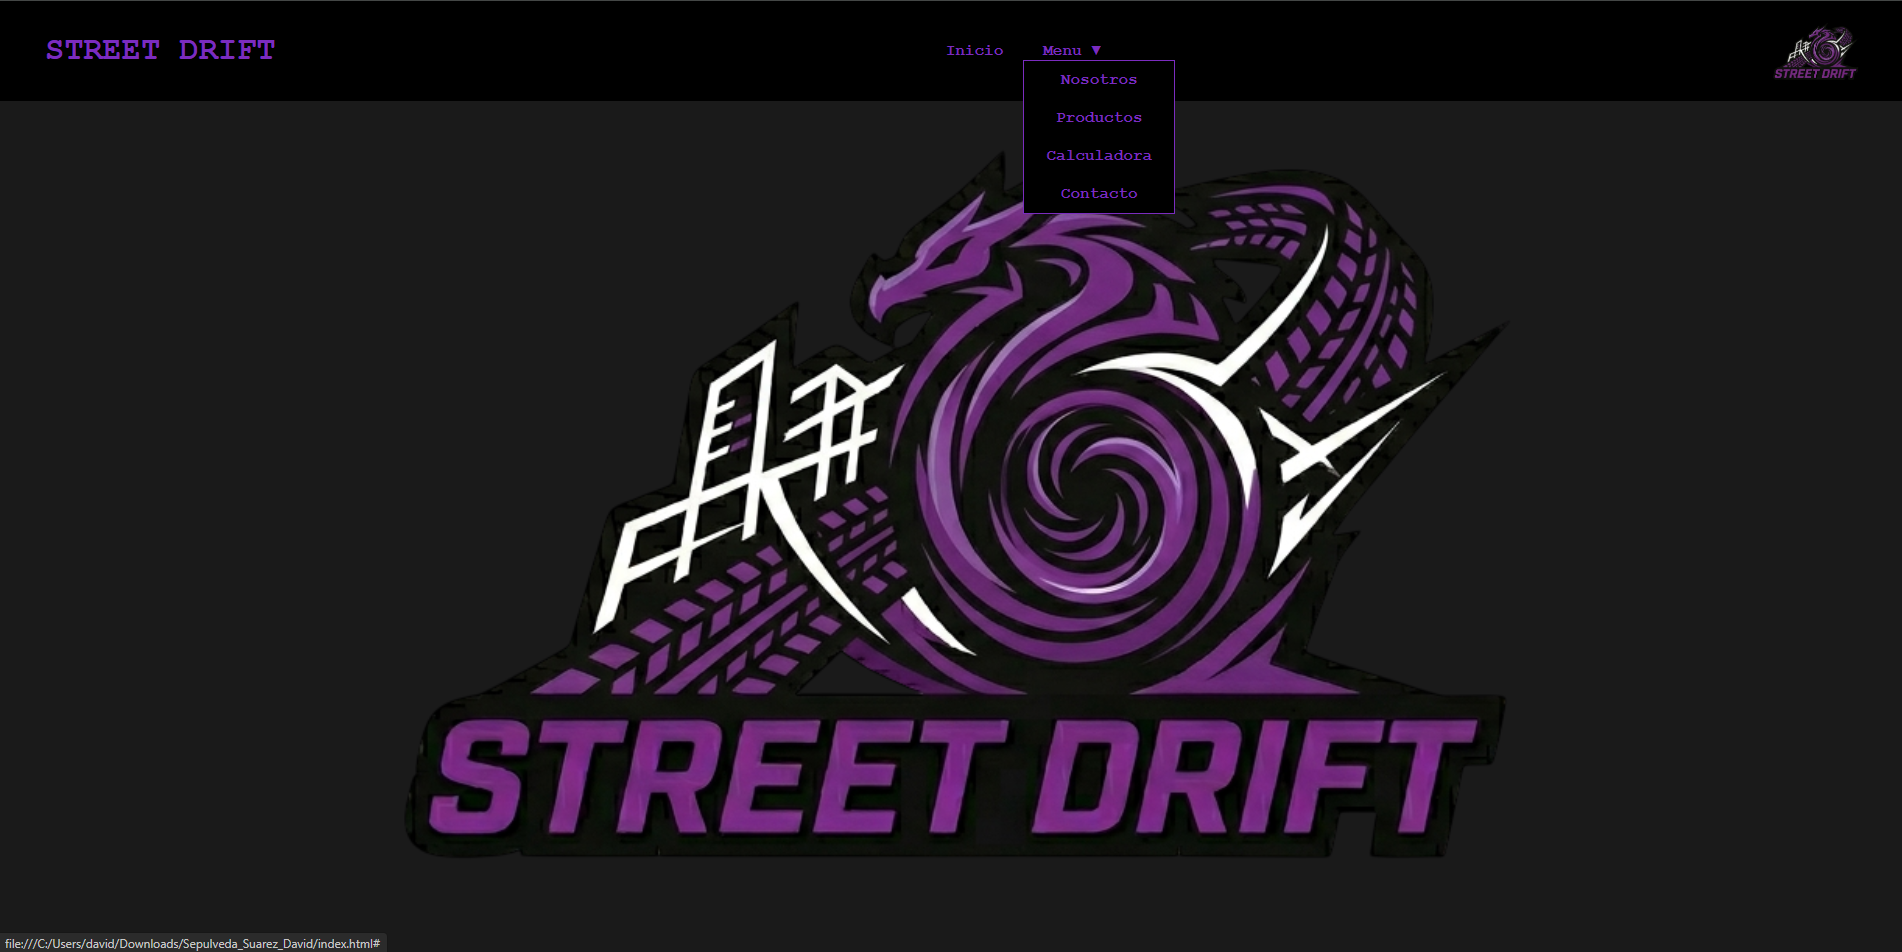 STREET DRIFT
Inicio
Menu ▼
Nosotros
Productos
Calculadora
Contacto
STREET DRIFT
STREET DRIFT
file:///C:/Users/david/Downloads/Sepulveda_Suarez_David/index.html#